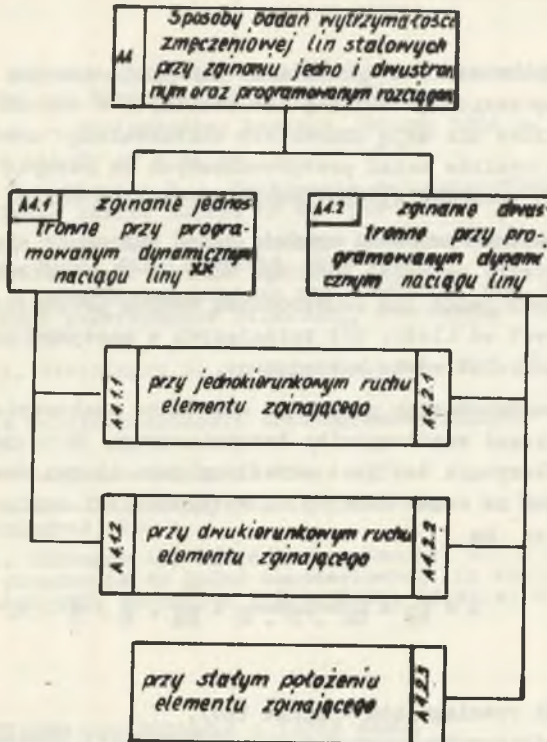 Sposoby badań wytrzymałości
zmęczeniowej lin stalowych
A4 przy zginaniu jedno i dwustron
nym oraz programowanym rozciągan
A4.1 zginanie jednos
tronne przy progra-
mowanym dynamicznym
naciągu liny xx
A4.2 zginanie dwus
tronne przy pro-
gramowanym dynami
cznym naciągu liny
A4.1.1 przy jednokierunkowym ruchu A4.2.1
elementu zginającego
A4.1.2 przy dwukierunkowym ruchu A4.2.2
elementu zginającego
przy stałym położeniu A4.2.3
elementu zginającego